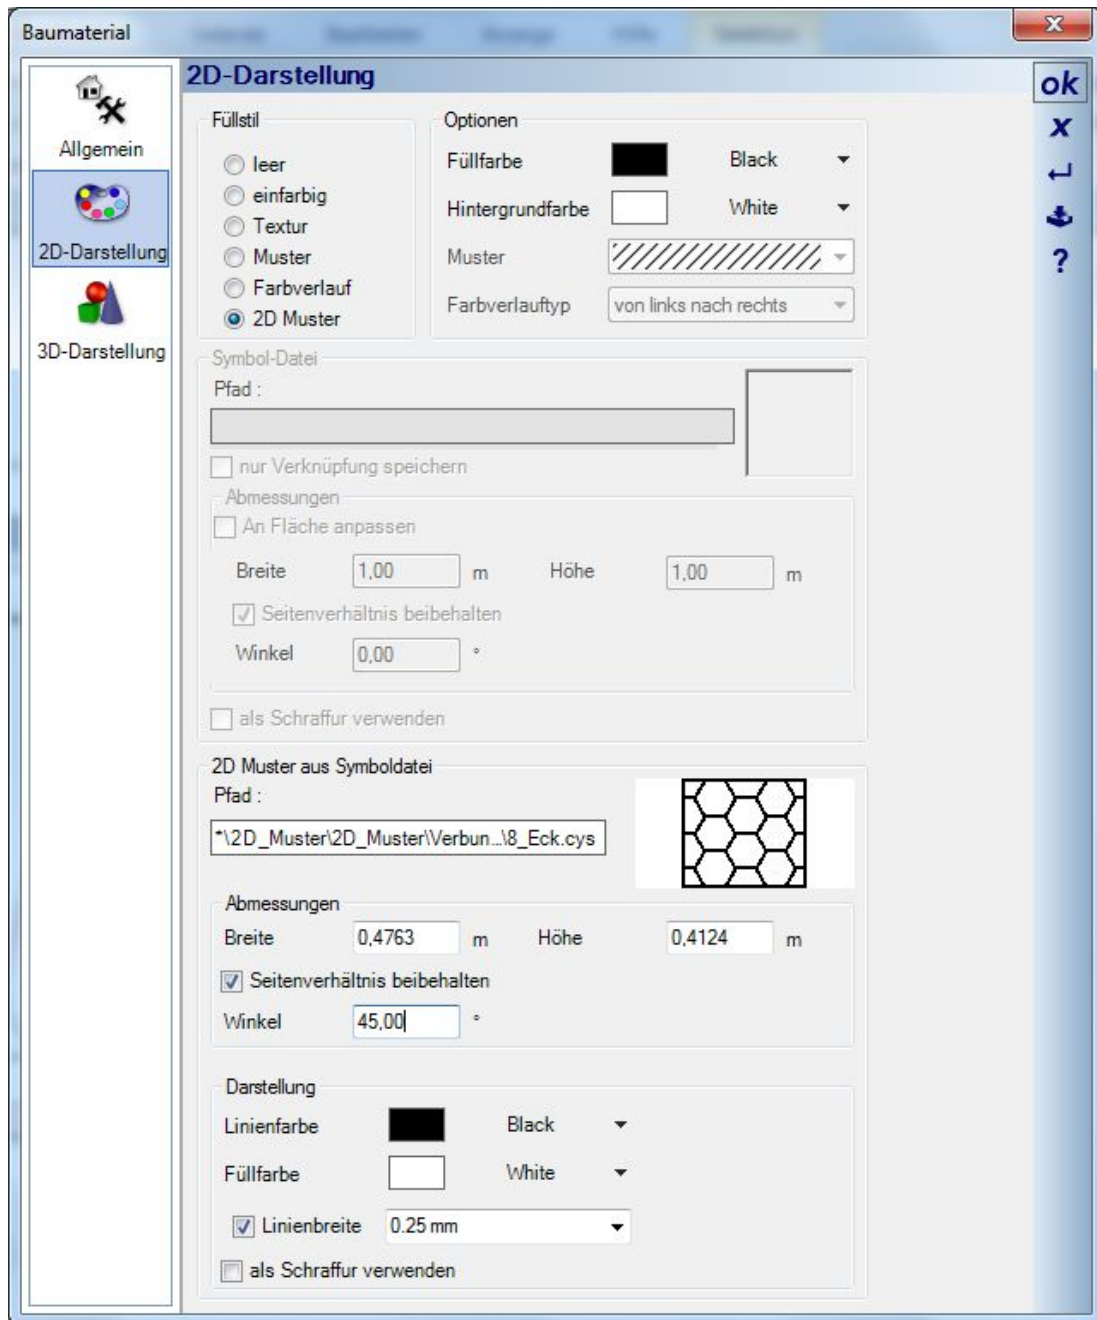 Baumaterial
X
Allgemein
2D-Darstellung
3D-Darstellung
2D-Darstellung
ok
x
?
Füllstil
leer
einfarbig
Textur
Muster
Farbverlauf
2D Muster
Optionen
Füllfarbe Black
Hintergrundfarbe White
Muster
Farbverlauftyp von links nach rechts
Symbol-Datei
Pfad :
nur Verknüpfung speichern
Abmessungen
An Fläche anpassen
Breite 1,00 m Höhe 1,00 m
Seitenverhältnis beibehalten
Winkel 0,00 °
als Schraffur verwenden
2D Muster aus Symboldatei
Pfad :
*\2D_Muster\2D_Muster\Verbun...\8_Eck.cys
Abmessungen
Breite 0,4763 m Höhe 0,4124 m
Seitenverhältnis beibehalten
Winkel 45,00 °
Darstellung
Linienfarbe Black
Füllfarbe White
Linienbreite 0.25 mm
als Schraffur verwenden